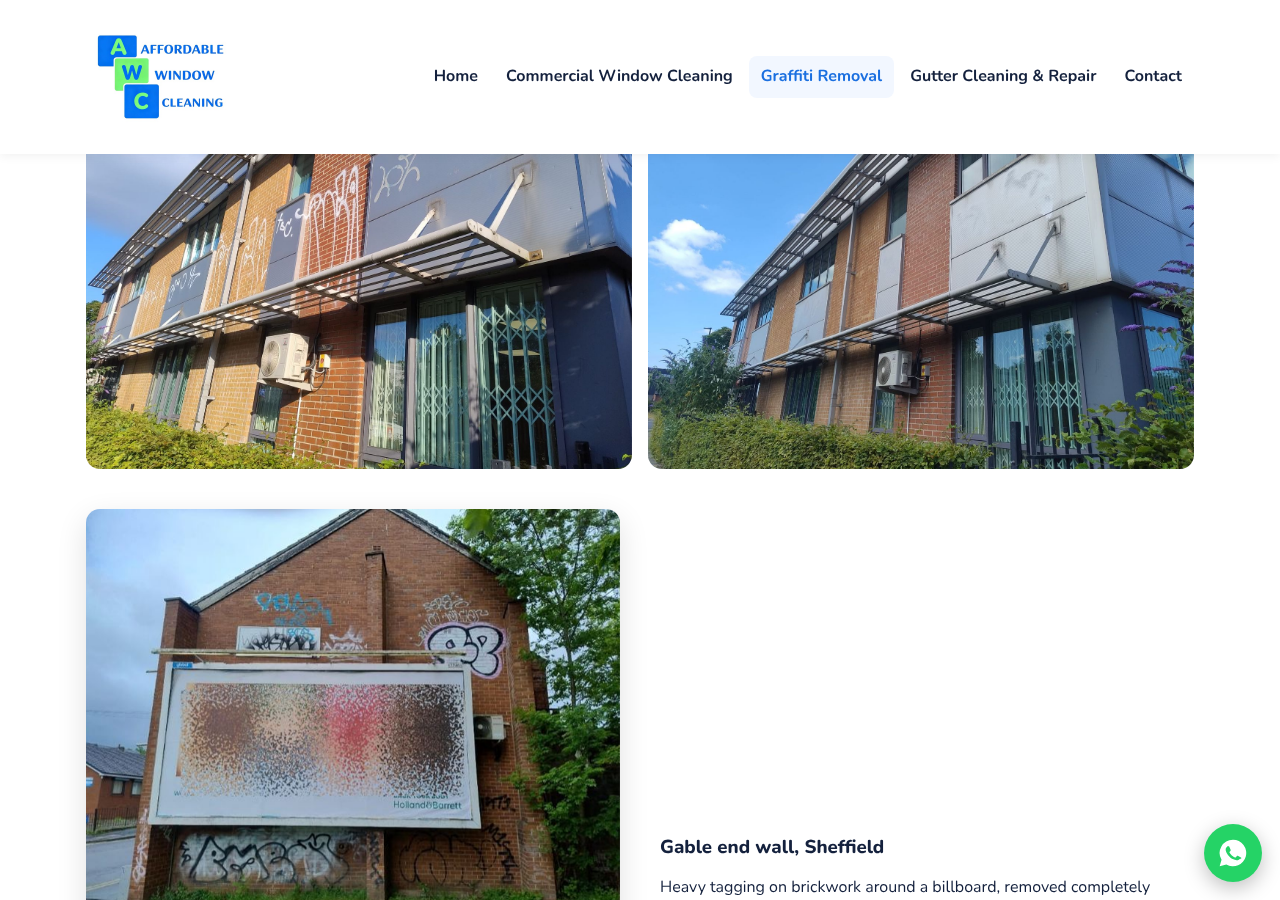 A AFFORDABLE
W WINDOW
C CLEANING
Home Commercial Window Cleaning Graffiti Removal Gutter Cleaning & Repair Contact
Holland & Barrett
Gable end wall, Sheffield
Heavy tagging on brickwork around a billboard, removed completely